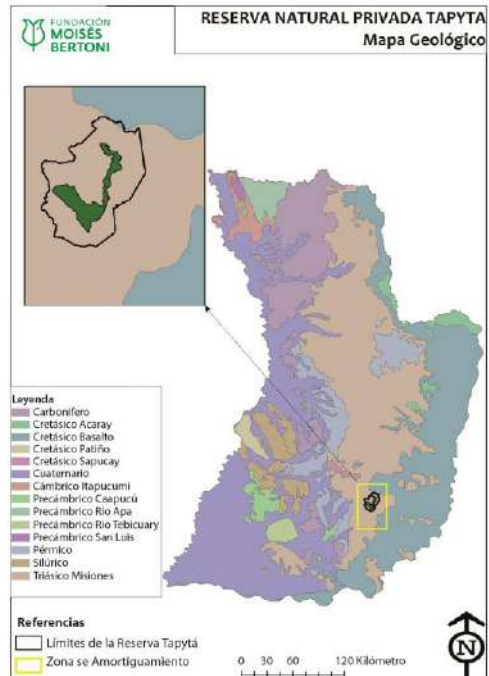 FUNDACIÓN
MOISÉS
BERTONI
RESERVA NATURAL PRIVADA TAPYTA
Mapa Geológico
Leyenda
Carbonífero
Cretásico Acaray
Cretásico Basalto
Cretásico Patiño
Cretásico Sapucay
Cuaternario
Cámbrico Itapucumi
Precámbrico Caapucú
Precámbrico Rio Apa
Precámbrico Rio Tebicuary
Precámbrico San Luis
Pérmico
Silúrico
Triásico Misiones
Referencias
Límites de la Reserva Tapytá
Zona se Amortiguamiento
0 30 60 120 Kilómetro
N